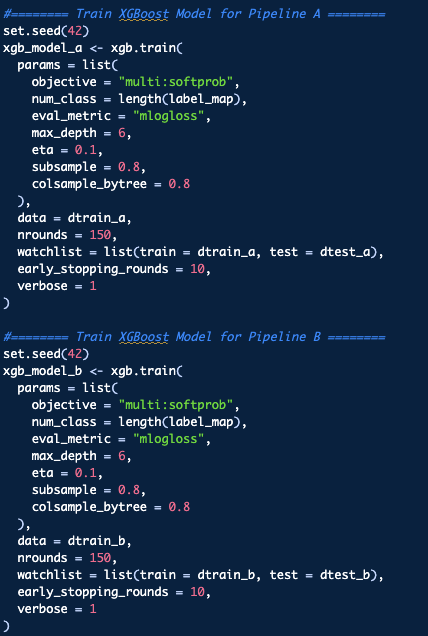 #======== Train XGBoost Model for Pipeline A ========
set.seed(42)
xgb_model_a <- xgb.train(
  params = list(
    objective = "multi:softprob",
    num_class = length(label_map),
    eval_metric = "mlogloss",
    max_depth = 6,
    eta = 0.1,
    subsample = 0.8,
    colsample_bytree = 0.8
  ),
  data = dtrain_a,
  nrounds = 150,
  watchlist = list(train = dtrain_a, test = dtest_a),
  early_stopping_rounds = 10,
  verbose = 1
)
#======== Train XGBoost Model for Pipeline B ========
set.seed(42)
xgb_model_b <- xgb.train(
  params = list(
    objective = "multi:softprob",
    num_class = length(label_map),
    eval_metric = "mlogloss",
    max_depth = 6,
    eta = 0.1,
    subsample = 0.8,
    colsample_bytree = 0.8
  ),
  data = dtrain_b,
  nrounds = 150,
  watchlist = list(train = dtrain_b, test = dtest_b),
  early_stopping_rounds = 10,
  verbose = 1
)